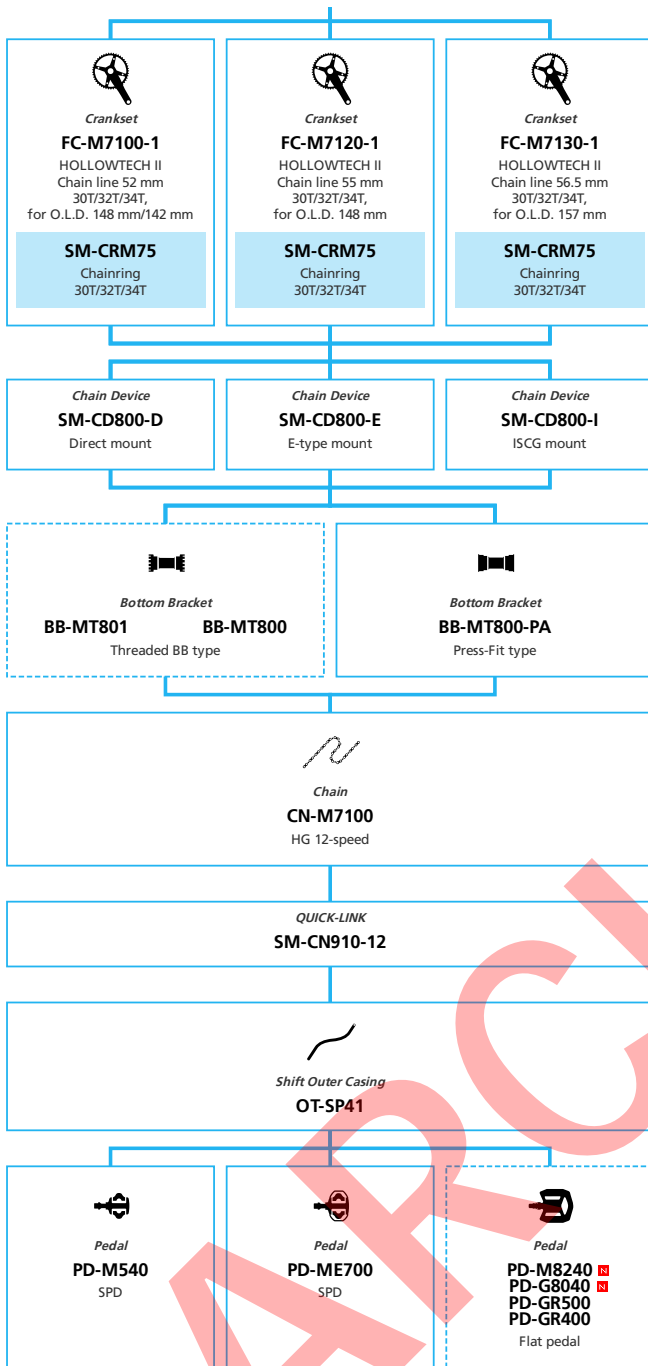 Crankset
FC-M7100-1
HOLLOWTECH II
Chain line 52 mm
30T/32T/34T,
for O.L.D. 148 mm/142 mm
SM-CRM75
Chainring
30T/32T/34T
Crankset
FC-M7120-1
HOLLOWTECH II
Chain line 55 mm
30T/32T/34T,
for O.L.D. 148 mm
SM-CRM75
Chainring
30T/32T/34T
Crankset
FC-M7130-1
HOLLOWTECH II
Chain line 56.5 mm
30T/32T/34T,
for O.L.D. 157 mm
SM-CRM75
Chainring
30T/32T/34T
Chain Device
SM-CD800-D
Direct mount
Chain Device
SM-CD800-E
E-type mount
Chain Device
SM-CD800-I
ISCG mount
Bottom Bracket
BB-MT801 BB-MT800
Threaded BB type
Bottom Bracket
BB-MT800-PA
Press-Fit type
Chain
CN-M7100
HG 12-speed
QUICK-LINK
SM-CN910-12
Shift Outer Casing
OT-SP41
Pedal
PD-M540
SPD
Pedal
PD-ME700
SPD
Pedal
PD-M8240 N
PD-G8040 N
PD-GR500
PD-GR400
Flat pedal